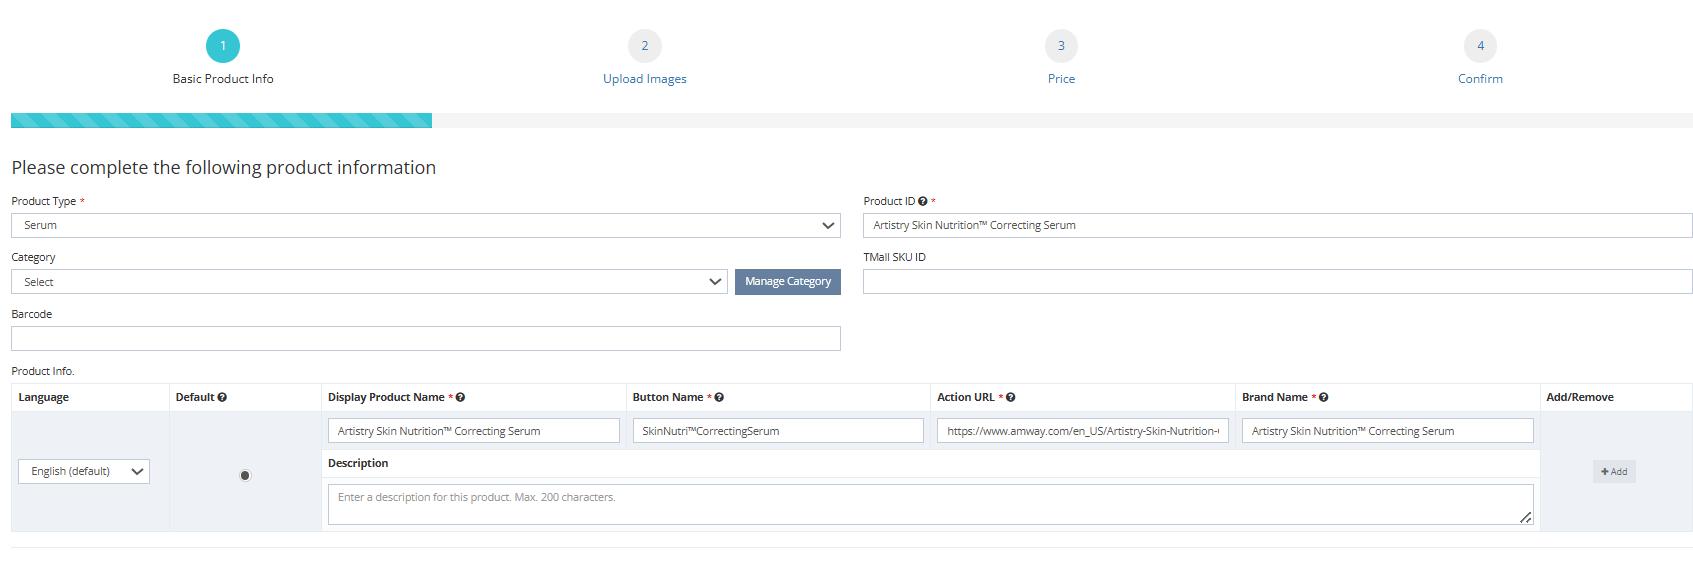 1
2
3
4
Basic Product Info
Upload Images
Price
Confirm
Please complete the following product information
Product Type *
Product ID ? *
Serum
Artistry Skin Nutrition™ Correcting Serum
Category
TMall SKU ID
Select
Manage Category
Barcode
Product Info.
Language
Default ?
Display Product Name * ?
Button Name * ?
Action URL * ?
Brand Name * ?
Add/Remove
Artistry Skin Nutrition™ Correcting Serum
SkinNutri™CorrectingSerum
https://www.amway.com/en_US/Artistry-Skin-Nutrition-
Artistry Skin Nutrition™ Correcting Serum
English (default)
Description
+ Add
Enter a description for this product. Max. 200 characters.